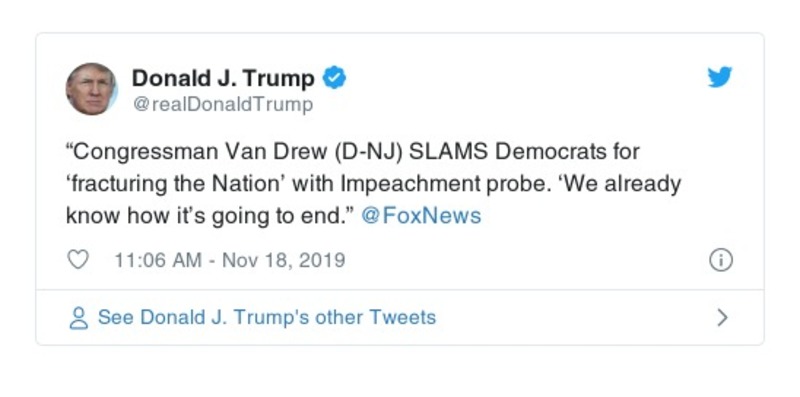 Donald J. Trump
@realDonaldTrump
“Congressman Van Drew (D-NJ) SLAMS Democrats for
‘fracturing the Nation’ with Impeachment probe. ‘We already
know how it’s going to end.” @FoxNews
11:06 AM - Nov 18, 2019
See Donald J. Trump's other Tweets